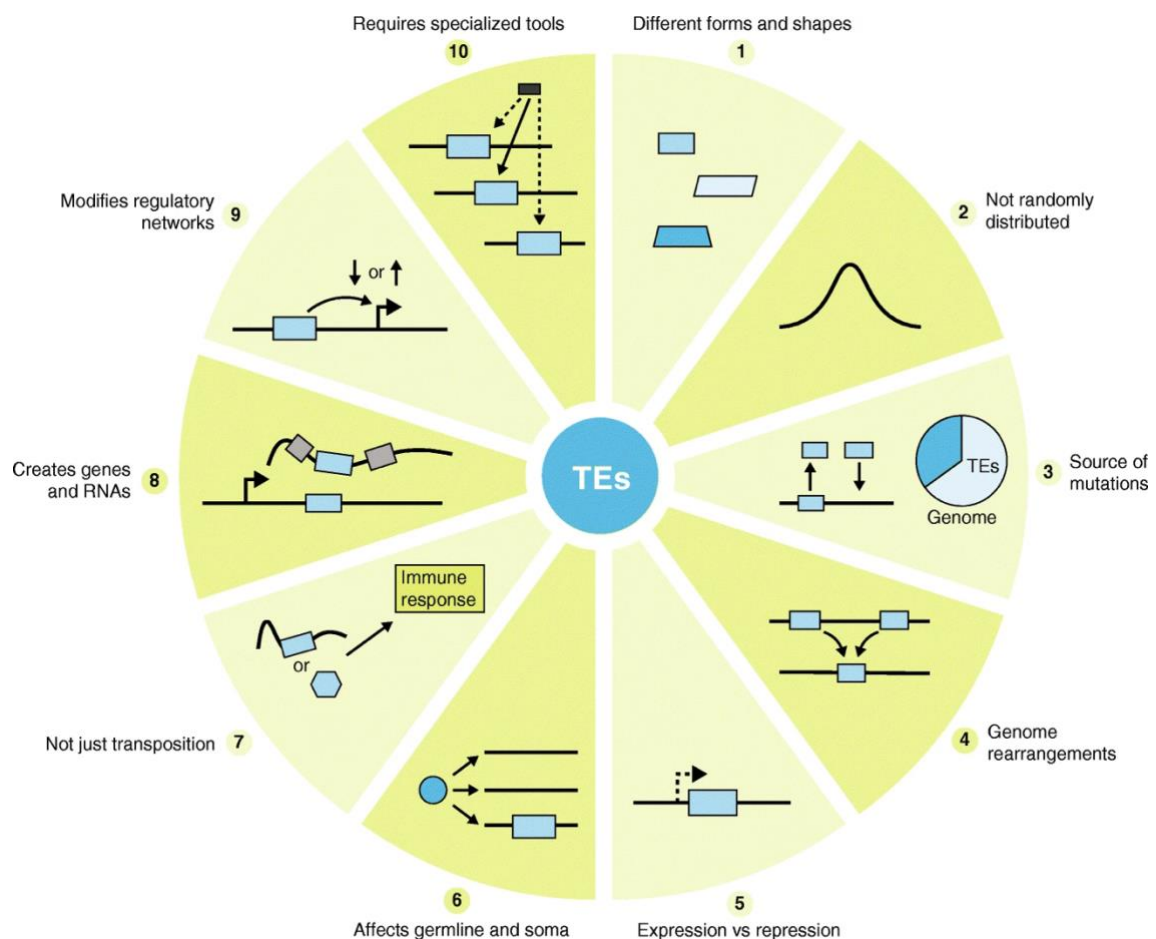 Requires specialized tools
10
Different forms and shapes
1
Not randomly
distributed
2
Source of
mutations
3
TEs
Genome
Genome
rearrangements
4
Expression vs repression
5
Affects germline and soma
6
Not just transposition
7
Immune
response
or
Creates genes
and RNAs
8
Modifies regulatory
networks
9
or
TEs